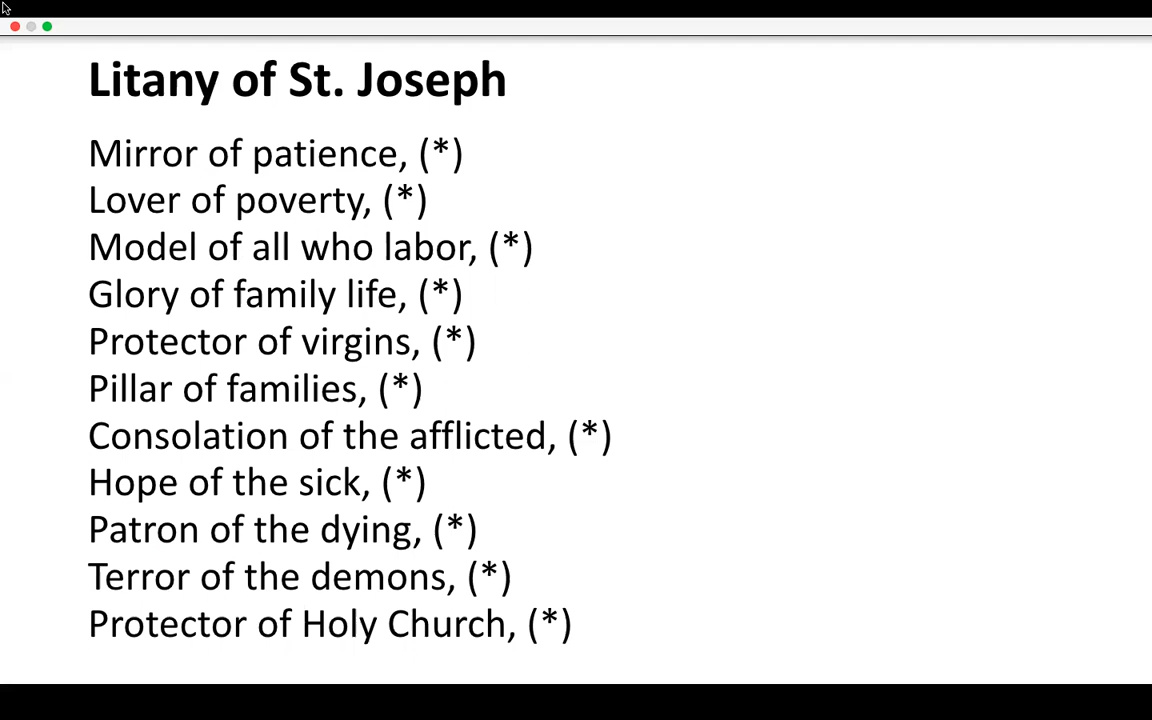 Litany of St. Joseph
Mirror of patience, (*)
Lover of poverty, (*)
Model of all who labor, (*)
Glory of family life, (*)
Protector of virgins, (*)
Pillar of families, (*)
Consolation of the afflicted, (*)
Hope of the sick, (*)
Patron of the dying, (*)
Terror of the demons, (*)
Protector of Holy Church, (*)